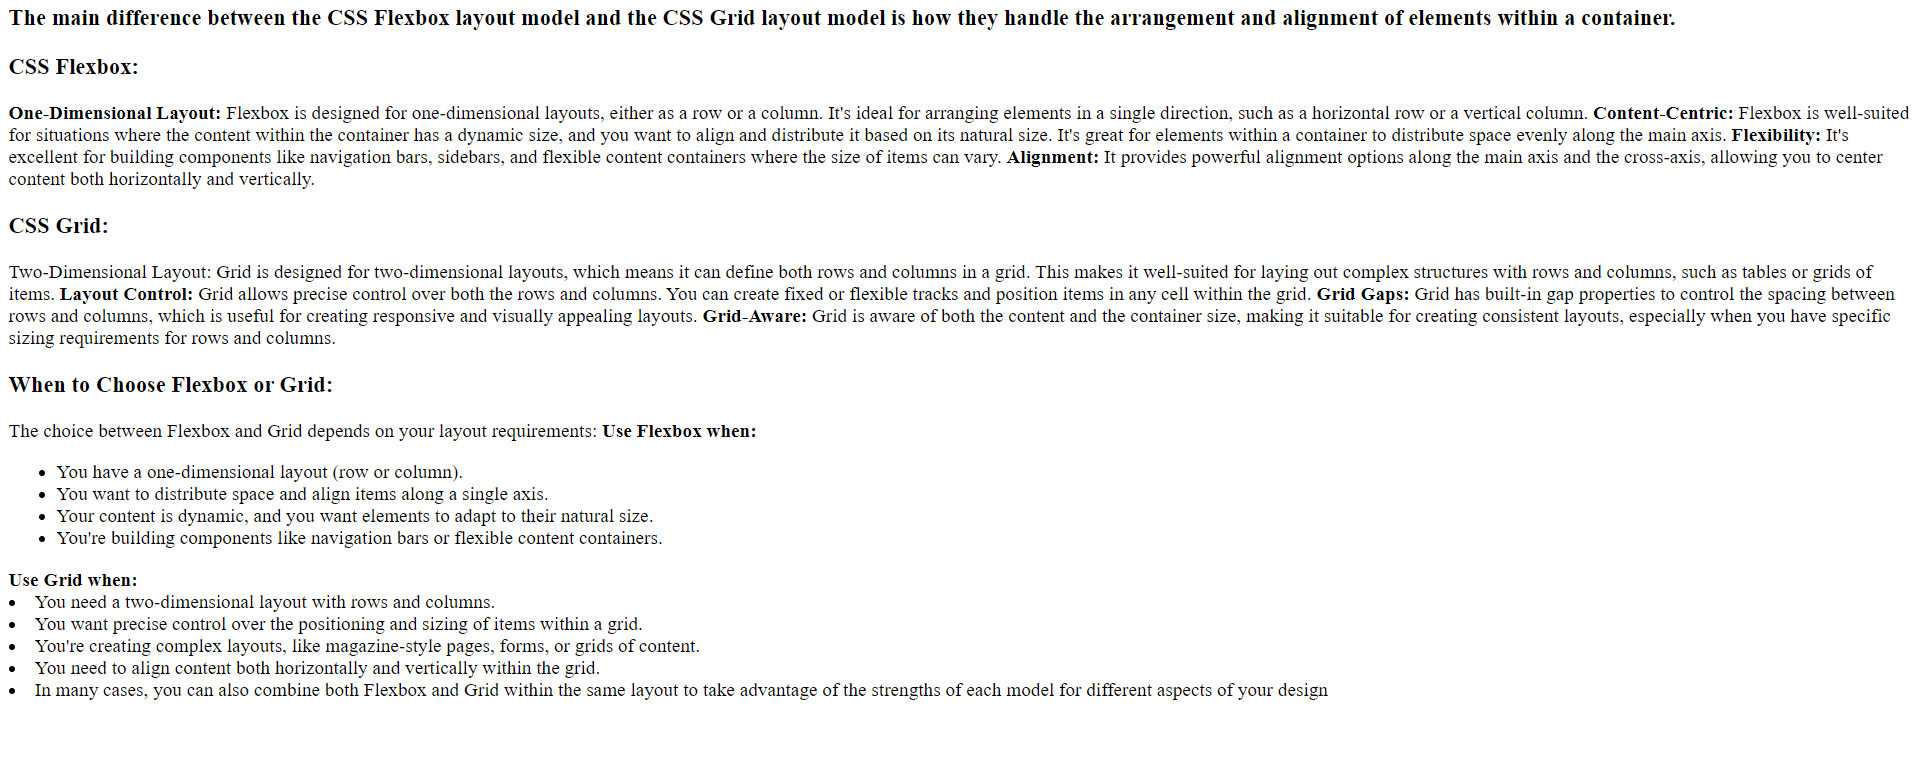 The main difference between the CSS Flexbox layout model and the CSS Grid layout model is how they handle the arrangement and alignment of elements within a container.
CSS Flexbox:
One-Dimensional Layout: Flexbox is designed for one-dimensional layouts, either as a row or a column. It's ideal for arranging elements in a single direction, such as a horizontal row or a vertical column. Content-Centric: Flexbox is well-suited
for situations where the content within the container has a dynamic size, and you want to align and distribute it based on its natural size. It's great for elements within a container to distribute space evenly along the main axis. Flexibility: It's
excellent for building components like navigation bars, sidebars, and flexible content containers where the size of items can vary. Alignment: It provides powerful alignment options along the main axis and the cross-axis, allowing you to center
content both horizontally and vertically.
CSS Grid:
Two-Dimensional Layout: Grid is designed for two-dimensional layouts, which means it can define both rows and columns in a grid. This makes it well-suited for laying out complex structures with rows and columns, such as tables or grids of
items. Layout Control: Grid allows precise control over both the rows and columns. You can create fixed or flexible tracks and position items in any cell within the grid. Grid Gaps: Grid has built-in gap properties to control the spacing between
rows and columns, which is useful for creating responsive and visually appealing layouts. Grid-Aware: Grid is aware of both the content and the container size, making it suitable for creating consistent layouts, especially when you have specific
sizing requirements for rows and columns.
When to Choose Flexbox or Grid:
The choice between Flexbox and Grid depends on your layout requirements: Use Flexbox when:
• You have a one-dimensional layout (row or column).
• You want to distribute space and align items along a single axis.
• Your content is dynamic, and you want elements to adapt to their natural size.
• You're building components like navigation bars or flexible content containers.
Use Grid when:
• You need a two-dimensional layout with rows and columns.
• You want precise control over the positioning and sizing of items within a grid.
• You're creating complex layouts, like magazine-style pages, forms, or grids of content.
• You need to align content both horizontally and vertically within the grid.
• In many cases, you can also combine both Flexbox and Grid within the same layout to take advantage of the strengths of each model for different aspects of your design